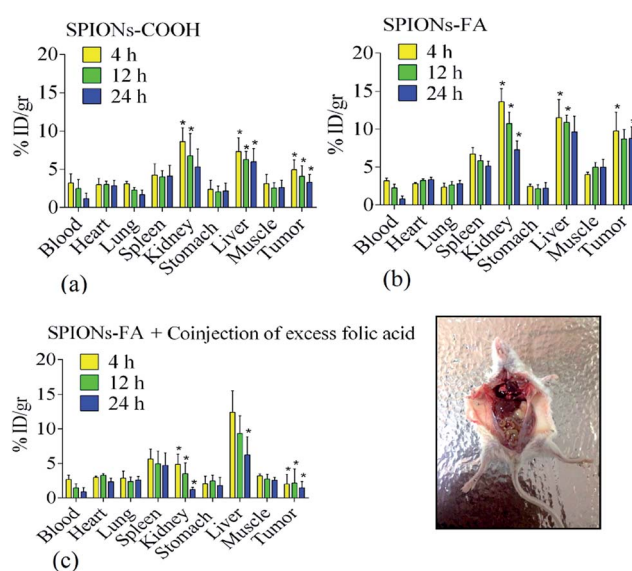 SPIONs-COOH
4 h
12 h
24 h
% ID/gr
20
15
10
5
0
* * * * * * * *
Blood Heart Lung Spleen Kidney Stomach Liver Muscle Tumor
(a)
SPIONs-FA
4 h
12 h
24 h
% ID/gr
20
15
10
5
0
* * * * * * * *
Blood Heart Lung Spleen Kidney Stomach Liver Muscle Tumor
(b)
SPIONs-FA + Coinjection of excess folic acid
4 h
12 h
24 h
% ID/gr
20
15
10
5
0
* * * * * * *
Blood Heart Lung Spleen Kidney Stomach Liver Muscle Tumor
(c)